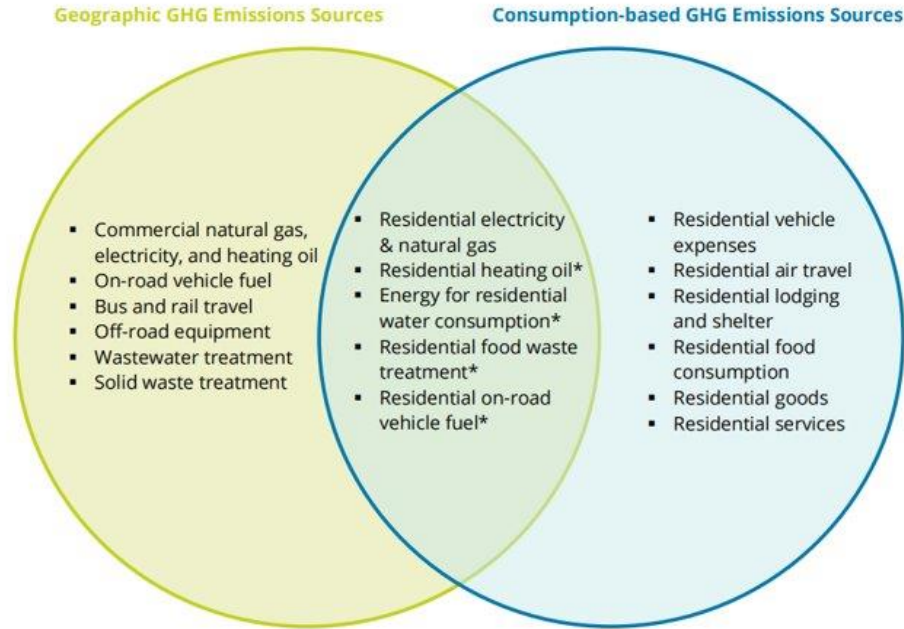 Geographic GHG Emissions Sources
Consumption-based GHG Emissions Sources
▪ Commercial natural gas,
electricity, and heating oil
▪ On-road vehicle fuel
▪ Bus and rail travel
▪ Off-road equipment
▪ Wastewater treatment
▪ Solid waste treatment
▪ Residential electricity
& natural gas
▪ Residential heating oil*
▪ Energy for residential
water consumption*
▪ Residential food waste
treatment*
▪ Residential on-road
vehicle fuel*
▪ Residential vehicle
expenses
▪ Residential air travel
▪ Residential lodging
and shelter
▪ Residential food
consumption
▪ Residential goods
▪ Residential services